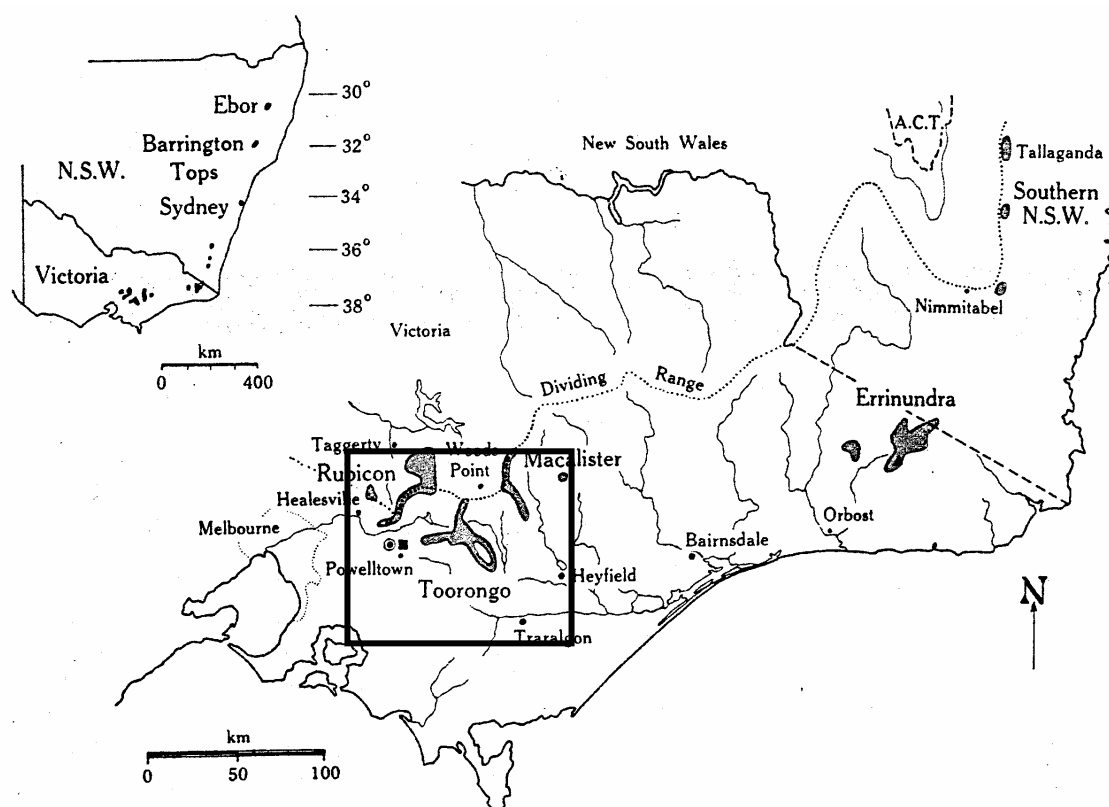 Ebor
Barrington
Tops
N.S.W.
Sydney
Victoria
30°
32°
34°
36°
38°
km
0 400
New South Wales
A.C.T.
Tallaganda
Southern
N.S.W.
Nimmitabel
Victoria
Dividing Range
Errinundra
Taggerty
Woods
Point
Macalister
Rubicon
Healesville
Melbourne
Orbost
Bairnsdale
Powelltown
Toorongo
Heyfield
Traralgon
N
km
0 50 100